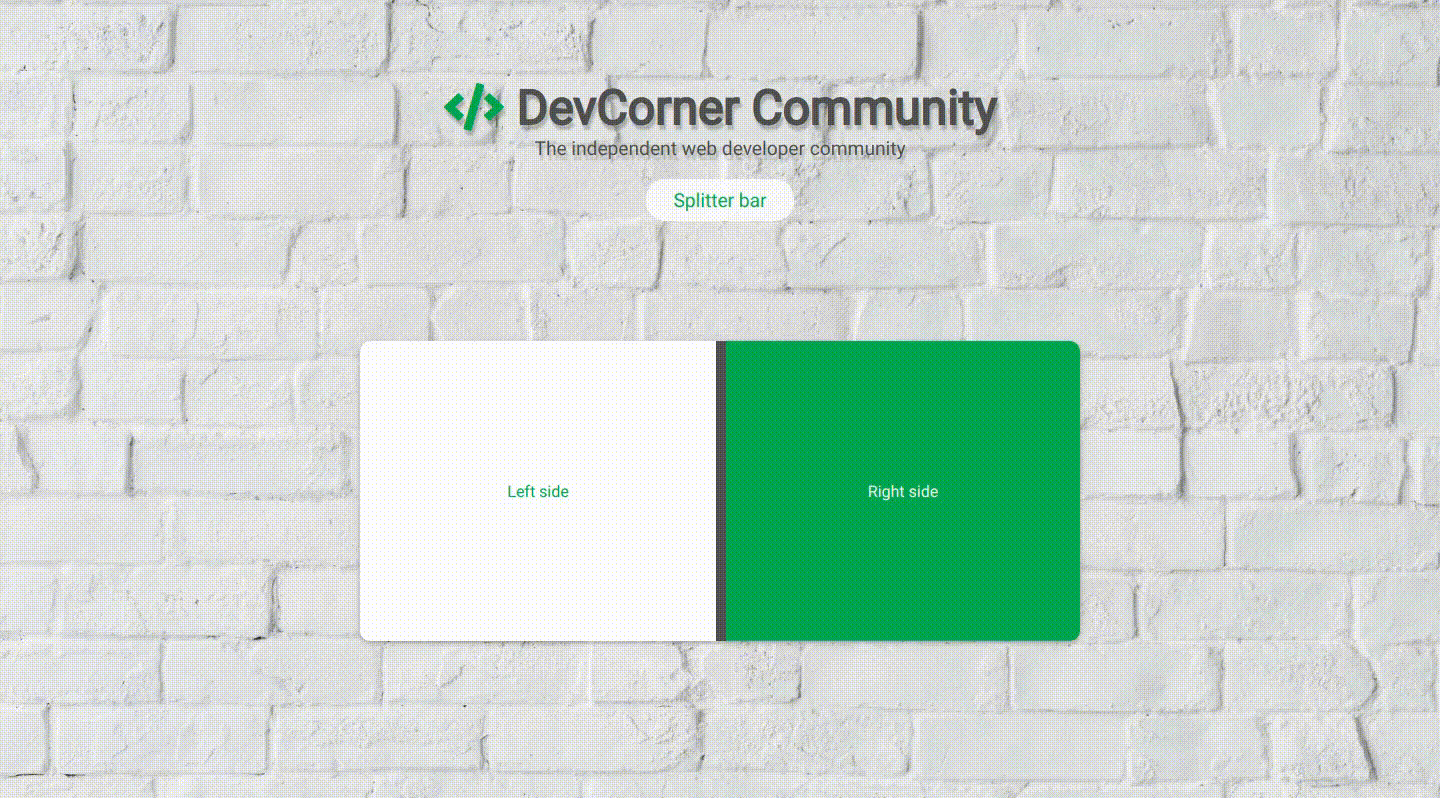 DevCorner Community
The independent web developer community
Splitter bar
Left side
Right side